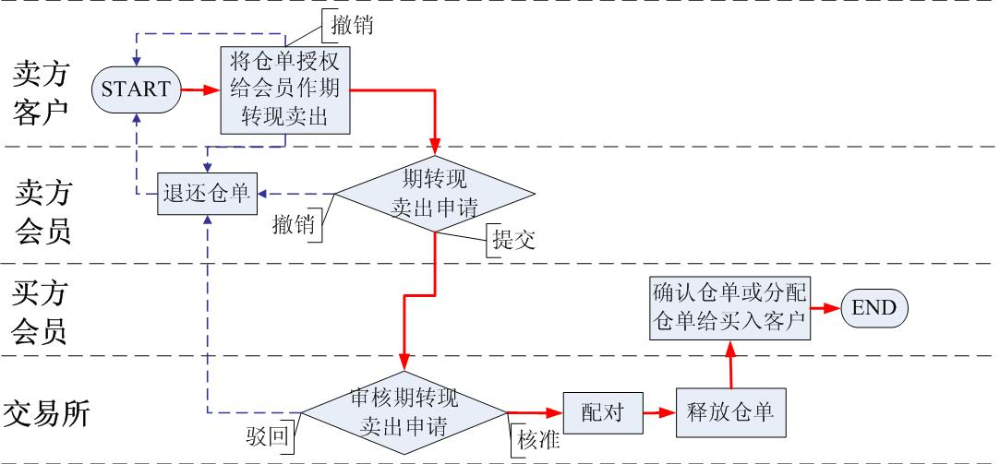 撤销
卖方
客户
START
将仓单授权
给会员作期
转现卖出
卖方
会员
退还仓单
期转现
卖出申请
撤销
提交
买方
会员
确认仓单或分配
仓单给买入客户
END
交易所
审核期转现
卖出申请
驳回
核准
配对
释放仓单